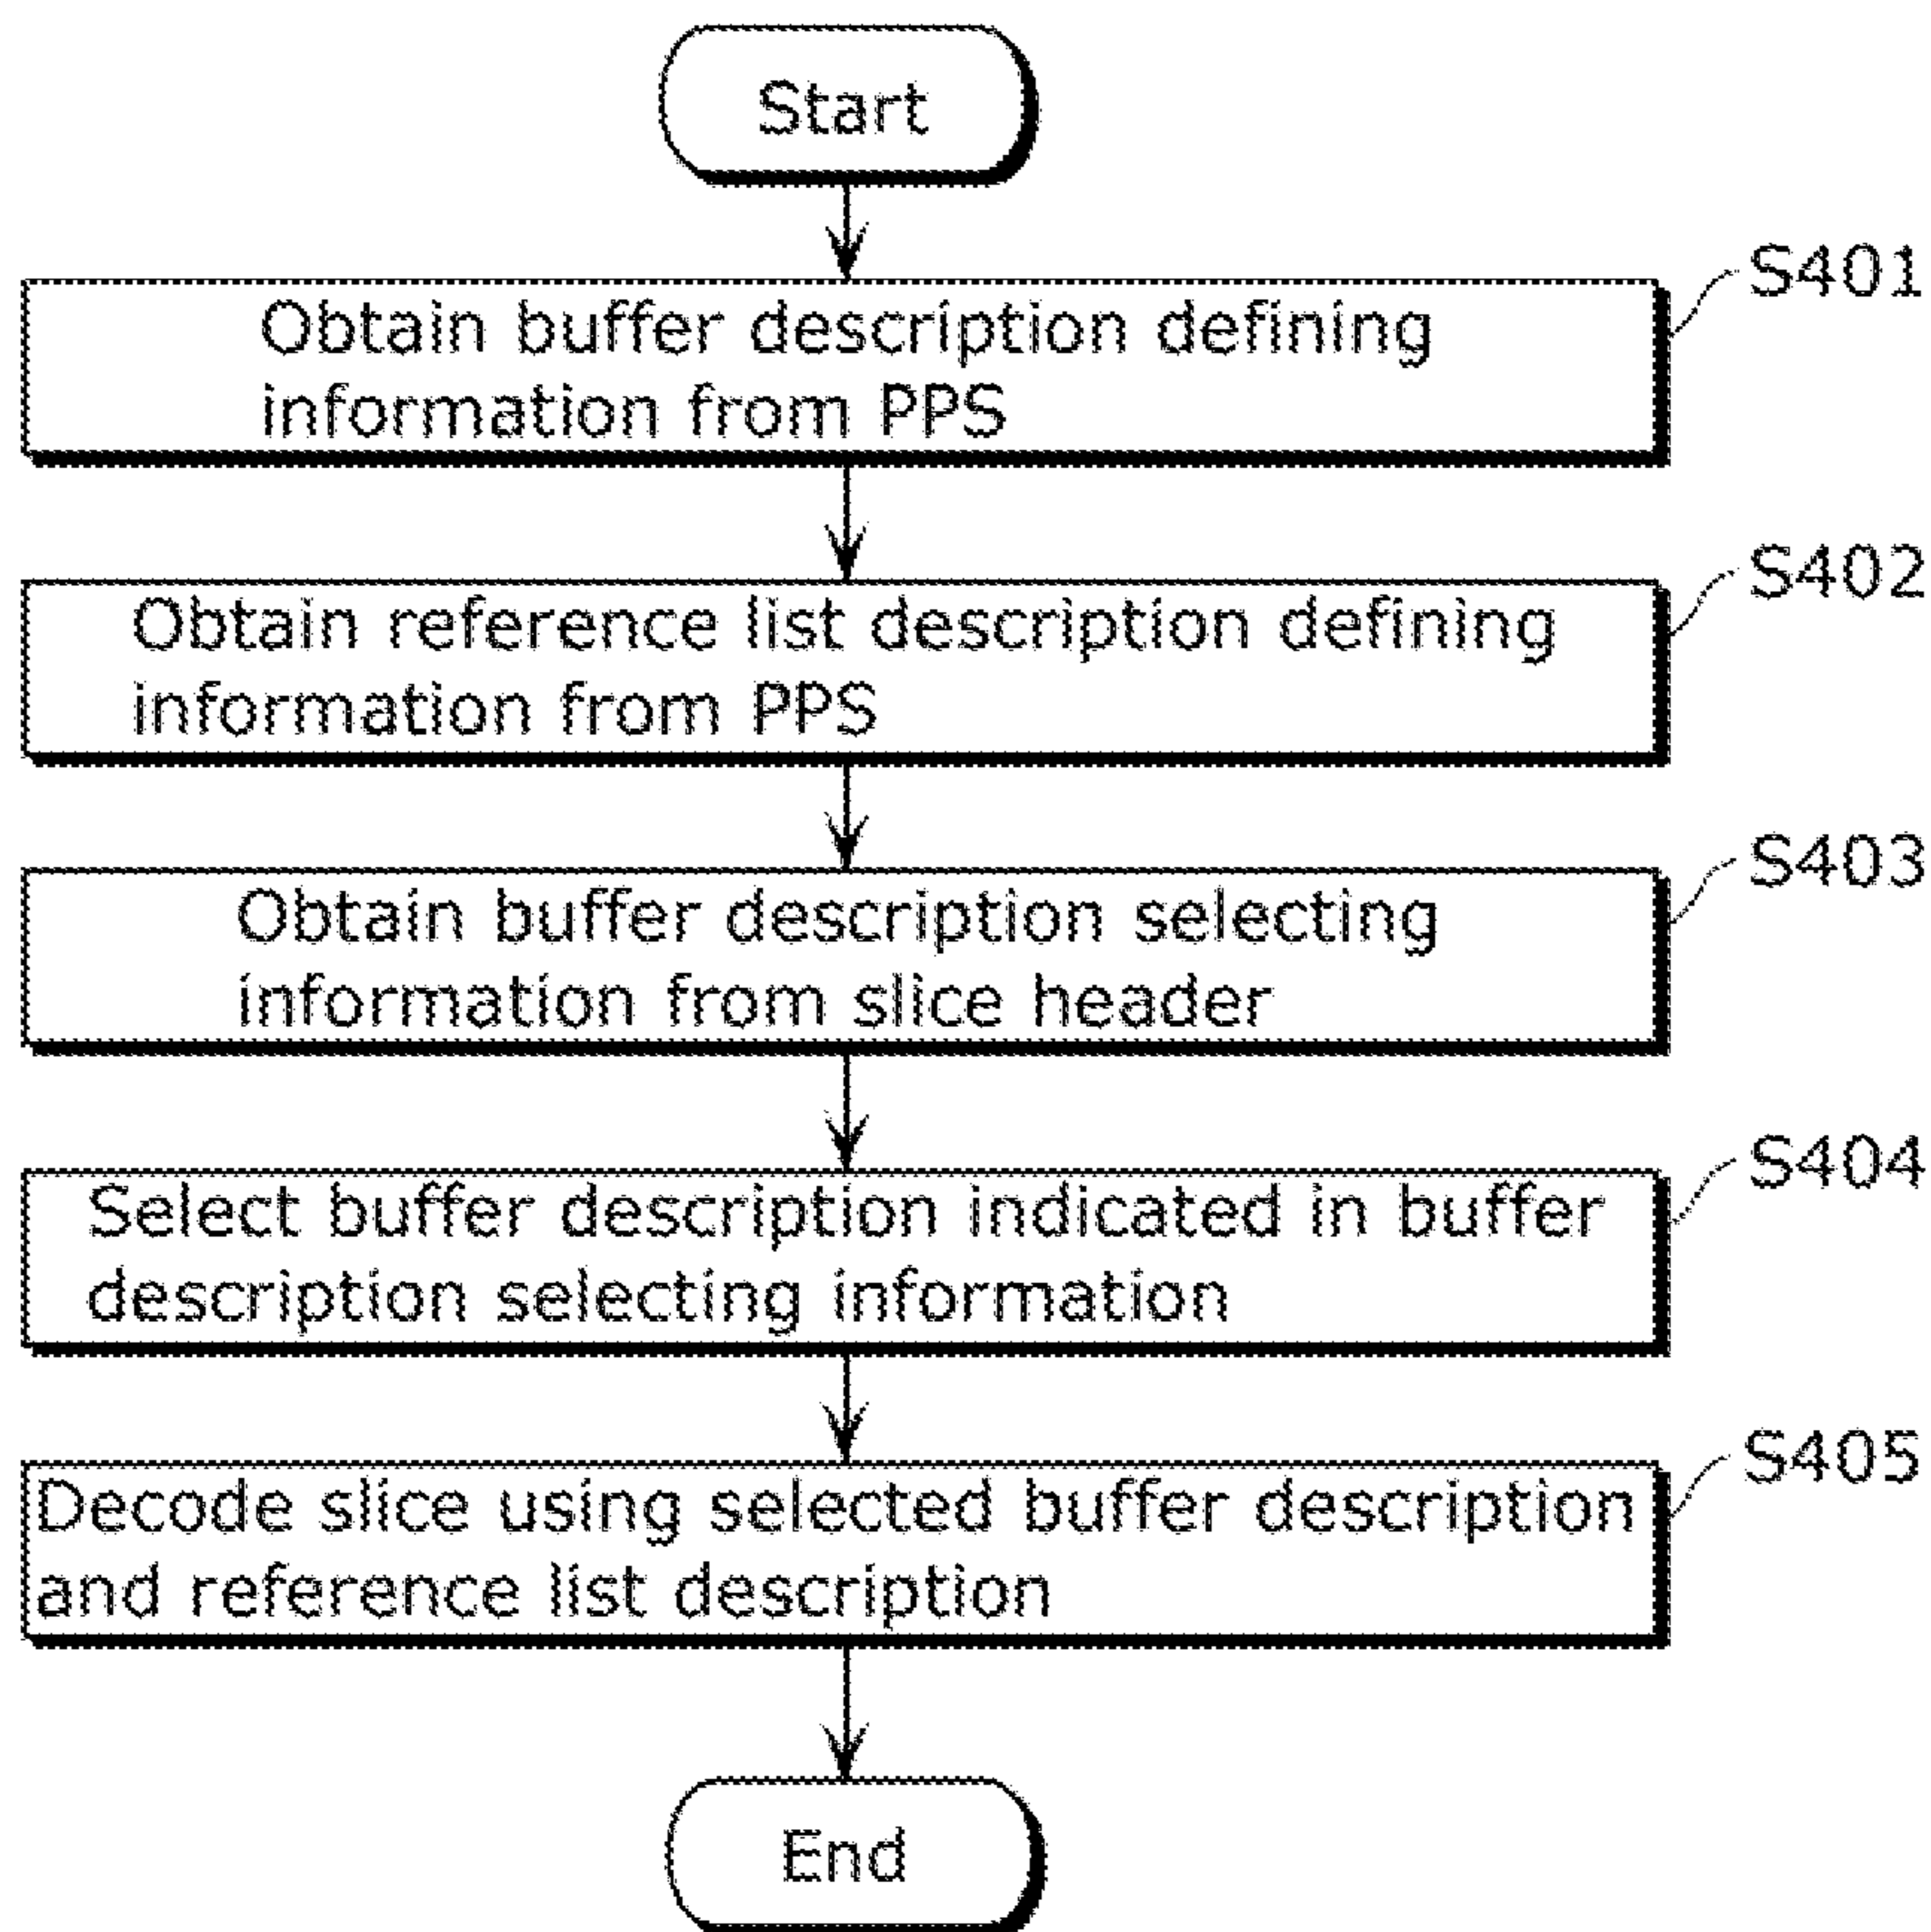 Start
S401
Obtain buffer description defining
information from PPS
S402
Obtain reference list description defining
information from PPS
S403
Obtain buffer description selecting
information from slice header
S404
Select buffer description indicated in buffer
description selecting information
S405
Decode slice using selected buffer description
and reference list description
End